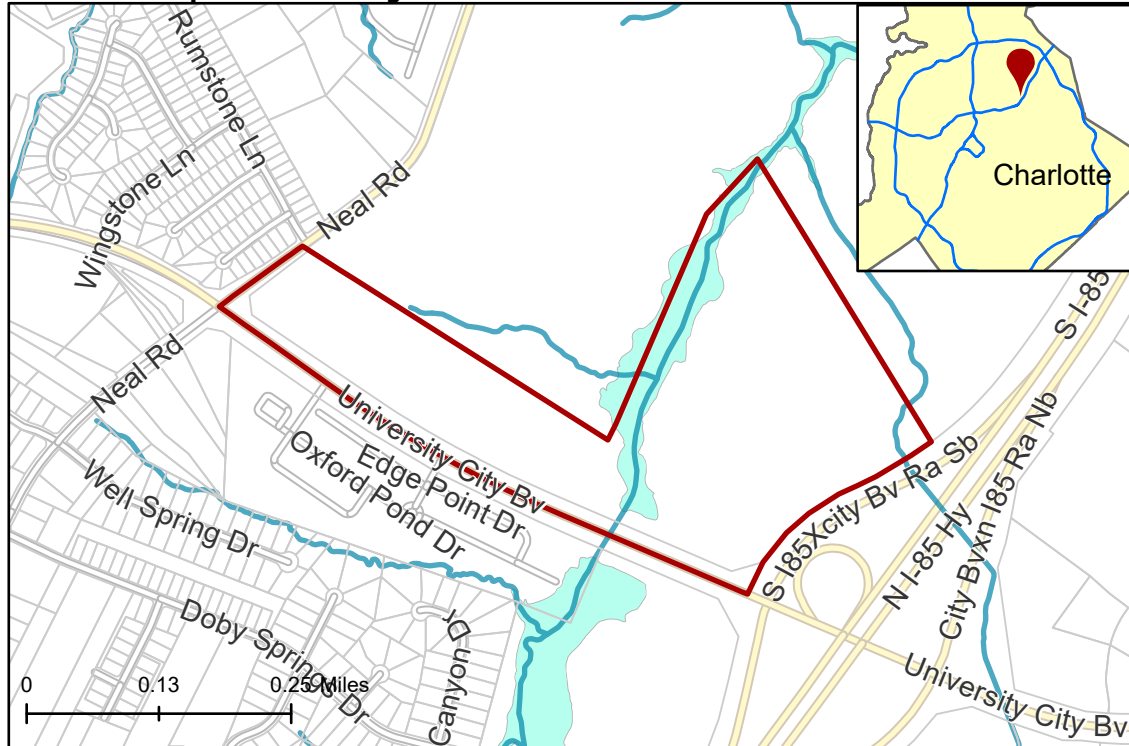 Rumstone Ln
Wingstone Ln
Neal Rd
Charlotte
S I-85
Neal Rd
University City Bv
Edge Point Dr
Oxford Pond Dr
Well Spring Dr
Doby Springs Dr
Canyon Dr
S I85Xcity Bv Ra Sb
N I-85 Hy
City Bvxn I85 Ra Nb
University City Bv
0 0.13 0.25 Miles